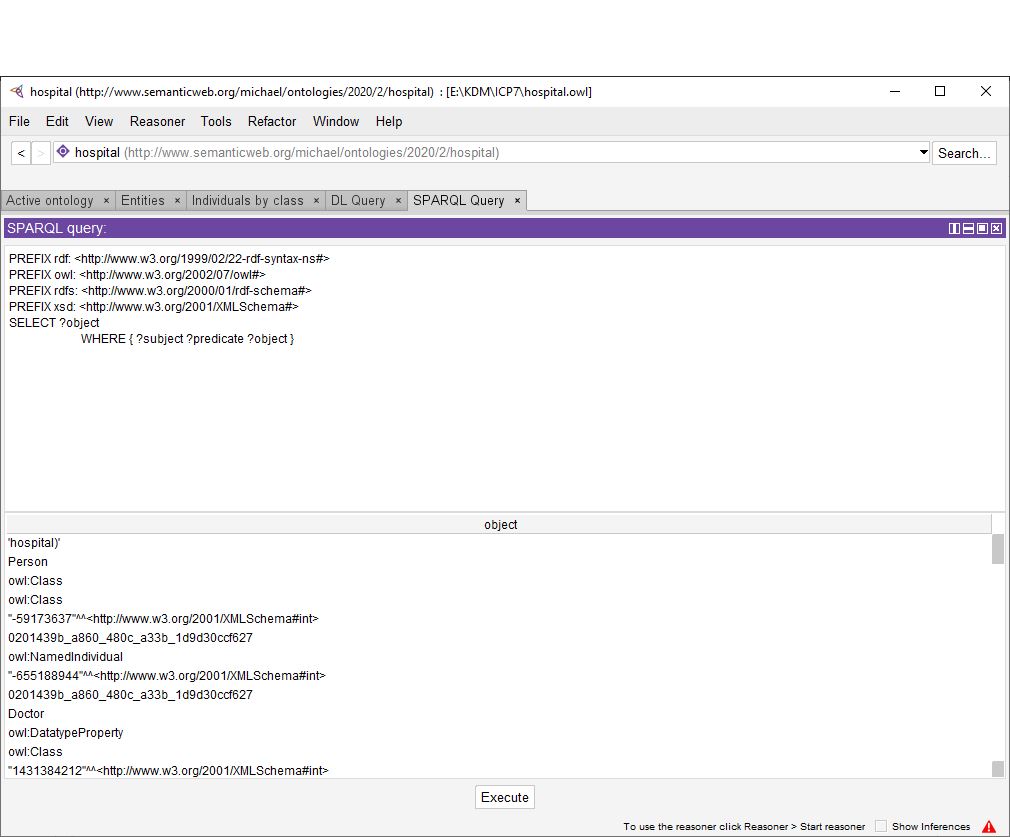 hospital (http://www.semanticweb.org/michael/ontologies/2020/2/hospital) : [E:\KDM\ICP7\hospital.owl]
File Edit View Reasoner Tools Refactor Window Help
< > hospital (http://www.semanticweb.org/michael/ontologies/2020/2/hospital) Search...
Active ontology × Entities × Individuals by class × DL Query × SPARQL Query ×
SPARQL query:
PREFIX rdf: <http://www.w3.org/1999/02/22-rdf-syntax-ns#>
PREFIX owl: <http://www.w3.org/2002/07/owl#>
PREFIX rdfs: <http://www.w3.org/2000/01/rdf-schema#>
PREFIX xsd: <http://www.w3.org/2001/XMLSchema#>
SELECT ?object
WHERE { ?subject ?predicate ?object }
object
'hospital)'
Person
owl:Class
owl:Class
"-59173637"^^<http://www.w3.org/2001/XMLSchema#int>
0201439b_a860_480c_a33b_1d9d30ccf627
owl:NamedIndividual
"-655188944"^^<http://www.w3.org/2001/XMLSchema#int>
0201439b_a860_480c_a33b_1d9d30ccf627
Doctor
owl:DatatypeProperty
owl:Class
"1431384212"^^<http://www.w3.org/2001/XMLSchema#int>
Execute
To use the reasoner click Reasoner > Start reasoner Show Inferences